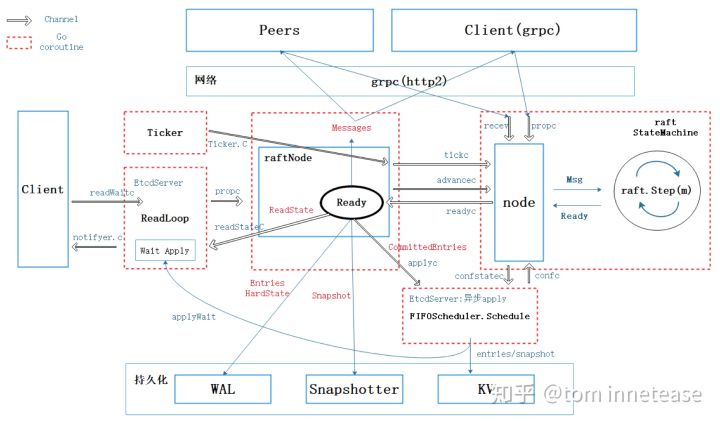 Channel
Go
coroutine
Peers
Client(grpc)
网络
grpc(http2)
Ticker
Ticker.C
Messages
recev
propc
raft
StateMachine
Client
readWaitc
notifyer.c
EtcdServer
ReadLoop
Wait Apply
propc
raftNode
Ready
ReadState
readStateC
tickc
advancec
readyc
node
Msg
Ready
raft.Step(m)
CommittedEntries
applyc
confstatec
confc
Entries
HardState
Snapshot
EtcdServer:异步apply
FIFOScheduler.Schedule
applyWait
entries/snapshot
持久化
WAL
Snapshotter
KV
知乎 @tom innetease